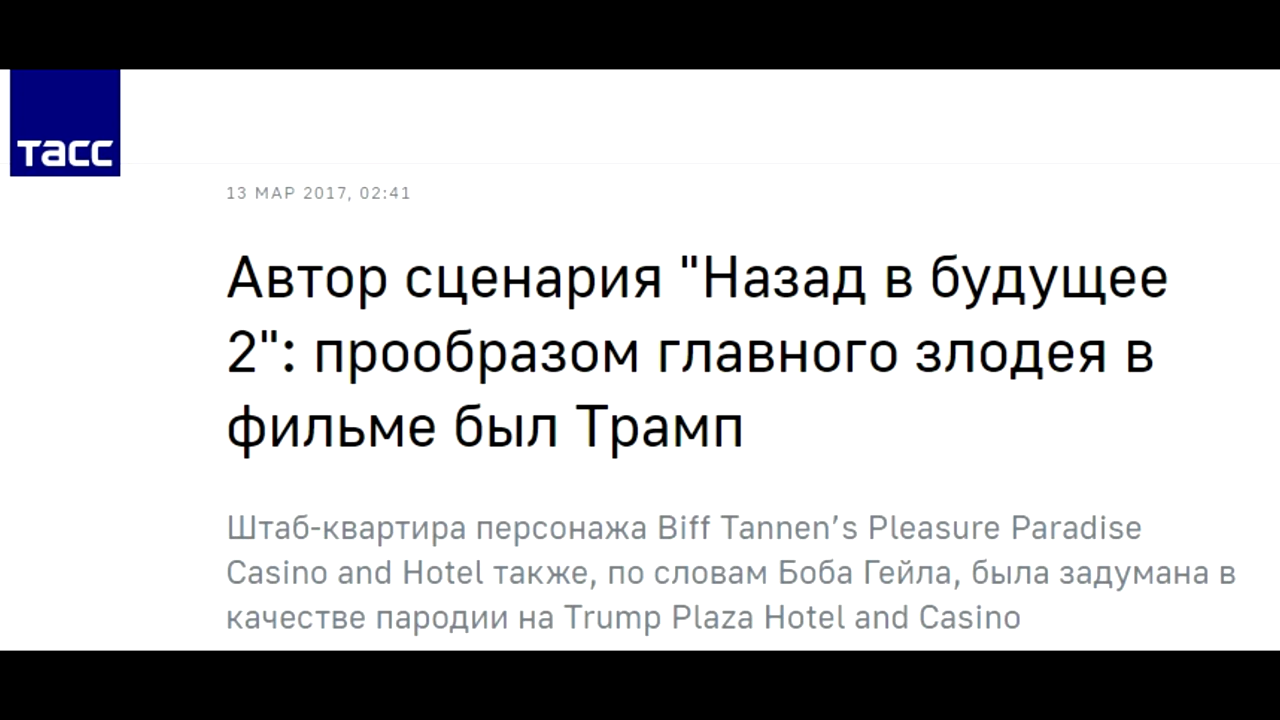 тасс
13 МАР 2017, 02:41
Автор сценария "Назад в будущее
2": прообразом главного злодея в
фильме был Трамп
Штаб-квартира персонажа Biff Tannen’s Pleasure Paradise
Casino and Hotel также, по словам Боба Гейла, была задумана в
качестве пародии на Trump Plaza Hotel and Casino